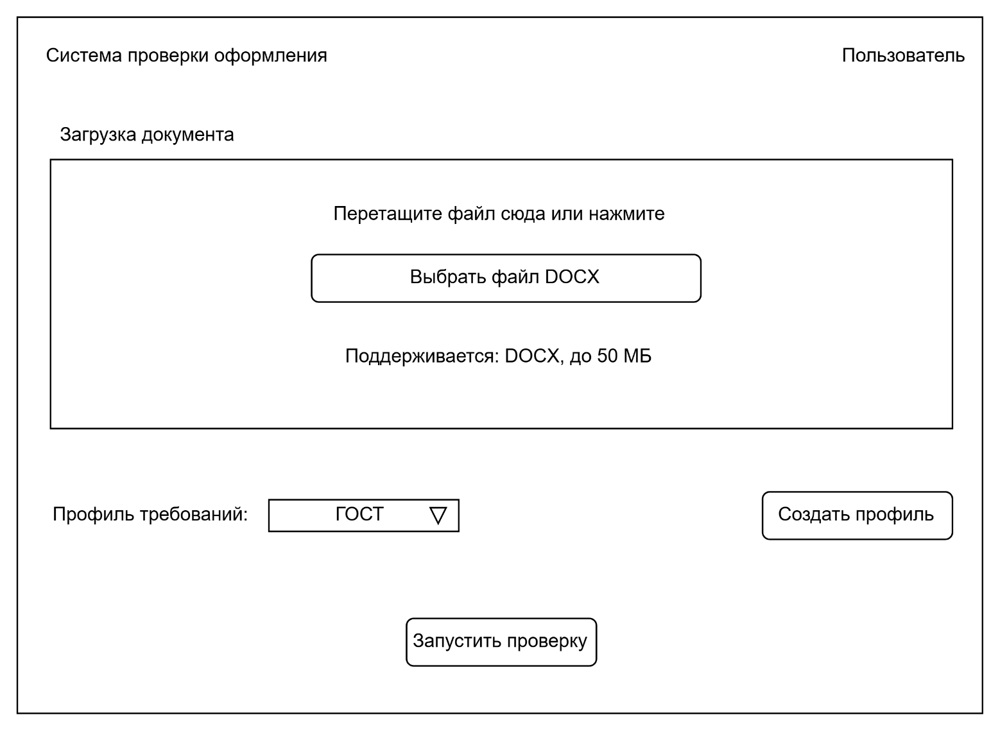 Система проверки оформления
Пользователь
Загрузка документа
Перетащите файл сюда или нажмите
Выбрать файл DOCX
Поддерживается: DOCX, до 50 МБ
Профиль требований:
ГОСТ
Создать профиль
Запустить проверку